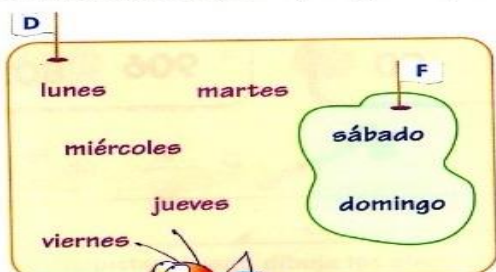 D
F
lunes martes
sábado
miércoles
jueves domingo
viernes